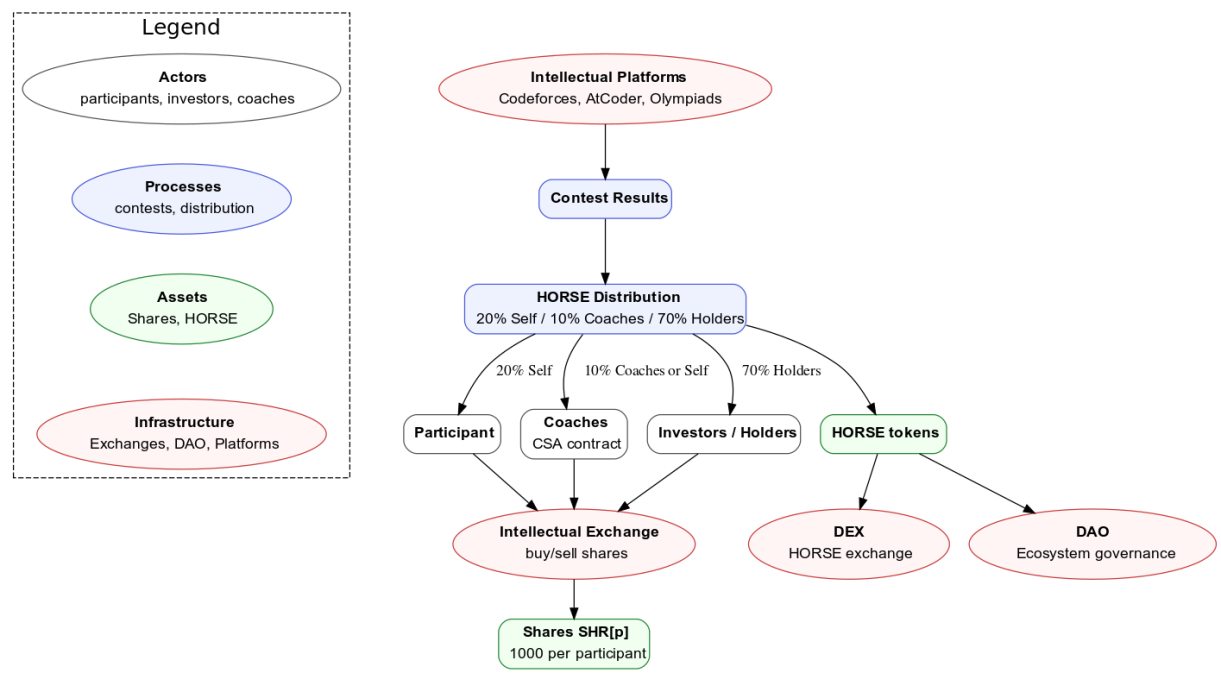 Legend
Actors
participants, investors, coaches
Processes
contests, distribution
Assets
Shares, HORSE
Infrastructure
Exchanges, DAO, Platforms
Intellectual Platforms
Codeforces, AtCoder, Olympiads
Contest Results
HORSE Distribution
20% Self / 10% Coaches / 70% Holders
20% Self
10% Coaches or Self
70% Holders
Participant
Coaches
CSA contract
Investors / Holders
HORSE tokens
Intellectual Exchange
buy/sell shares
DEX
HORSE exchange
DAO
Ecosystem governance
Shares SHR[p]
1000 per participant